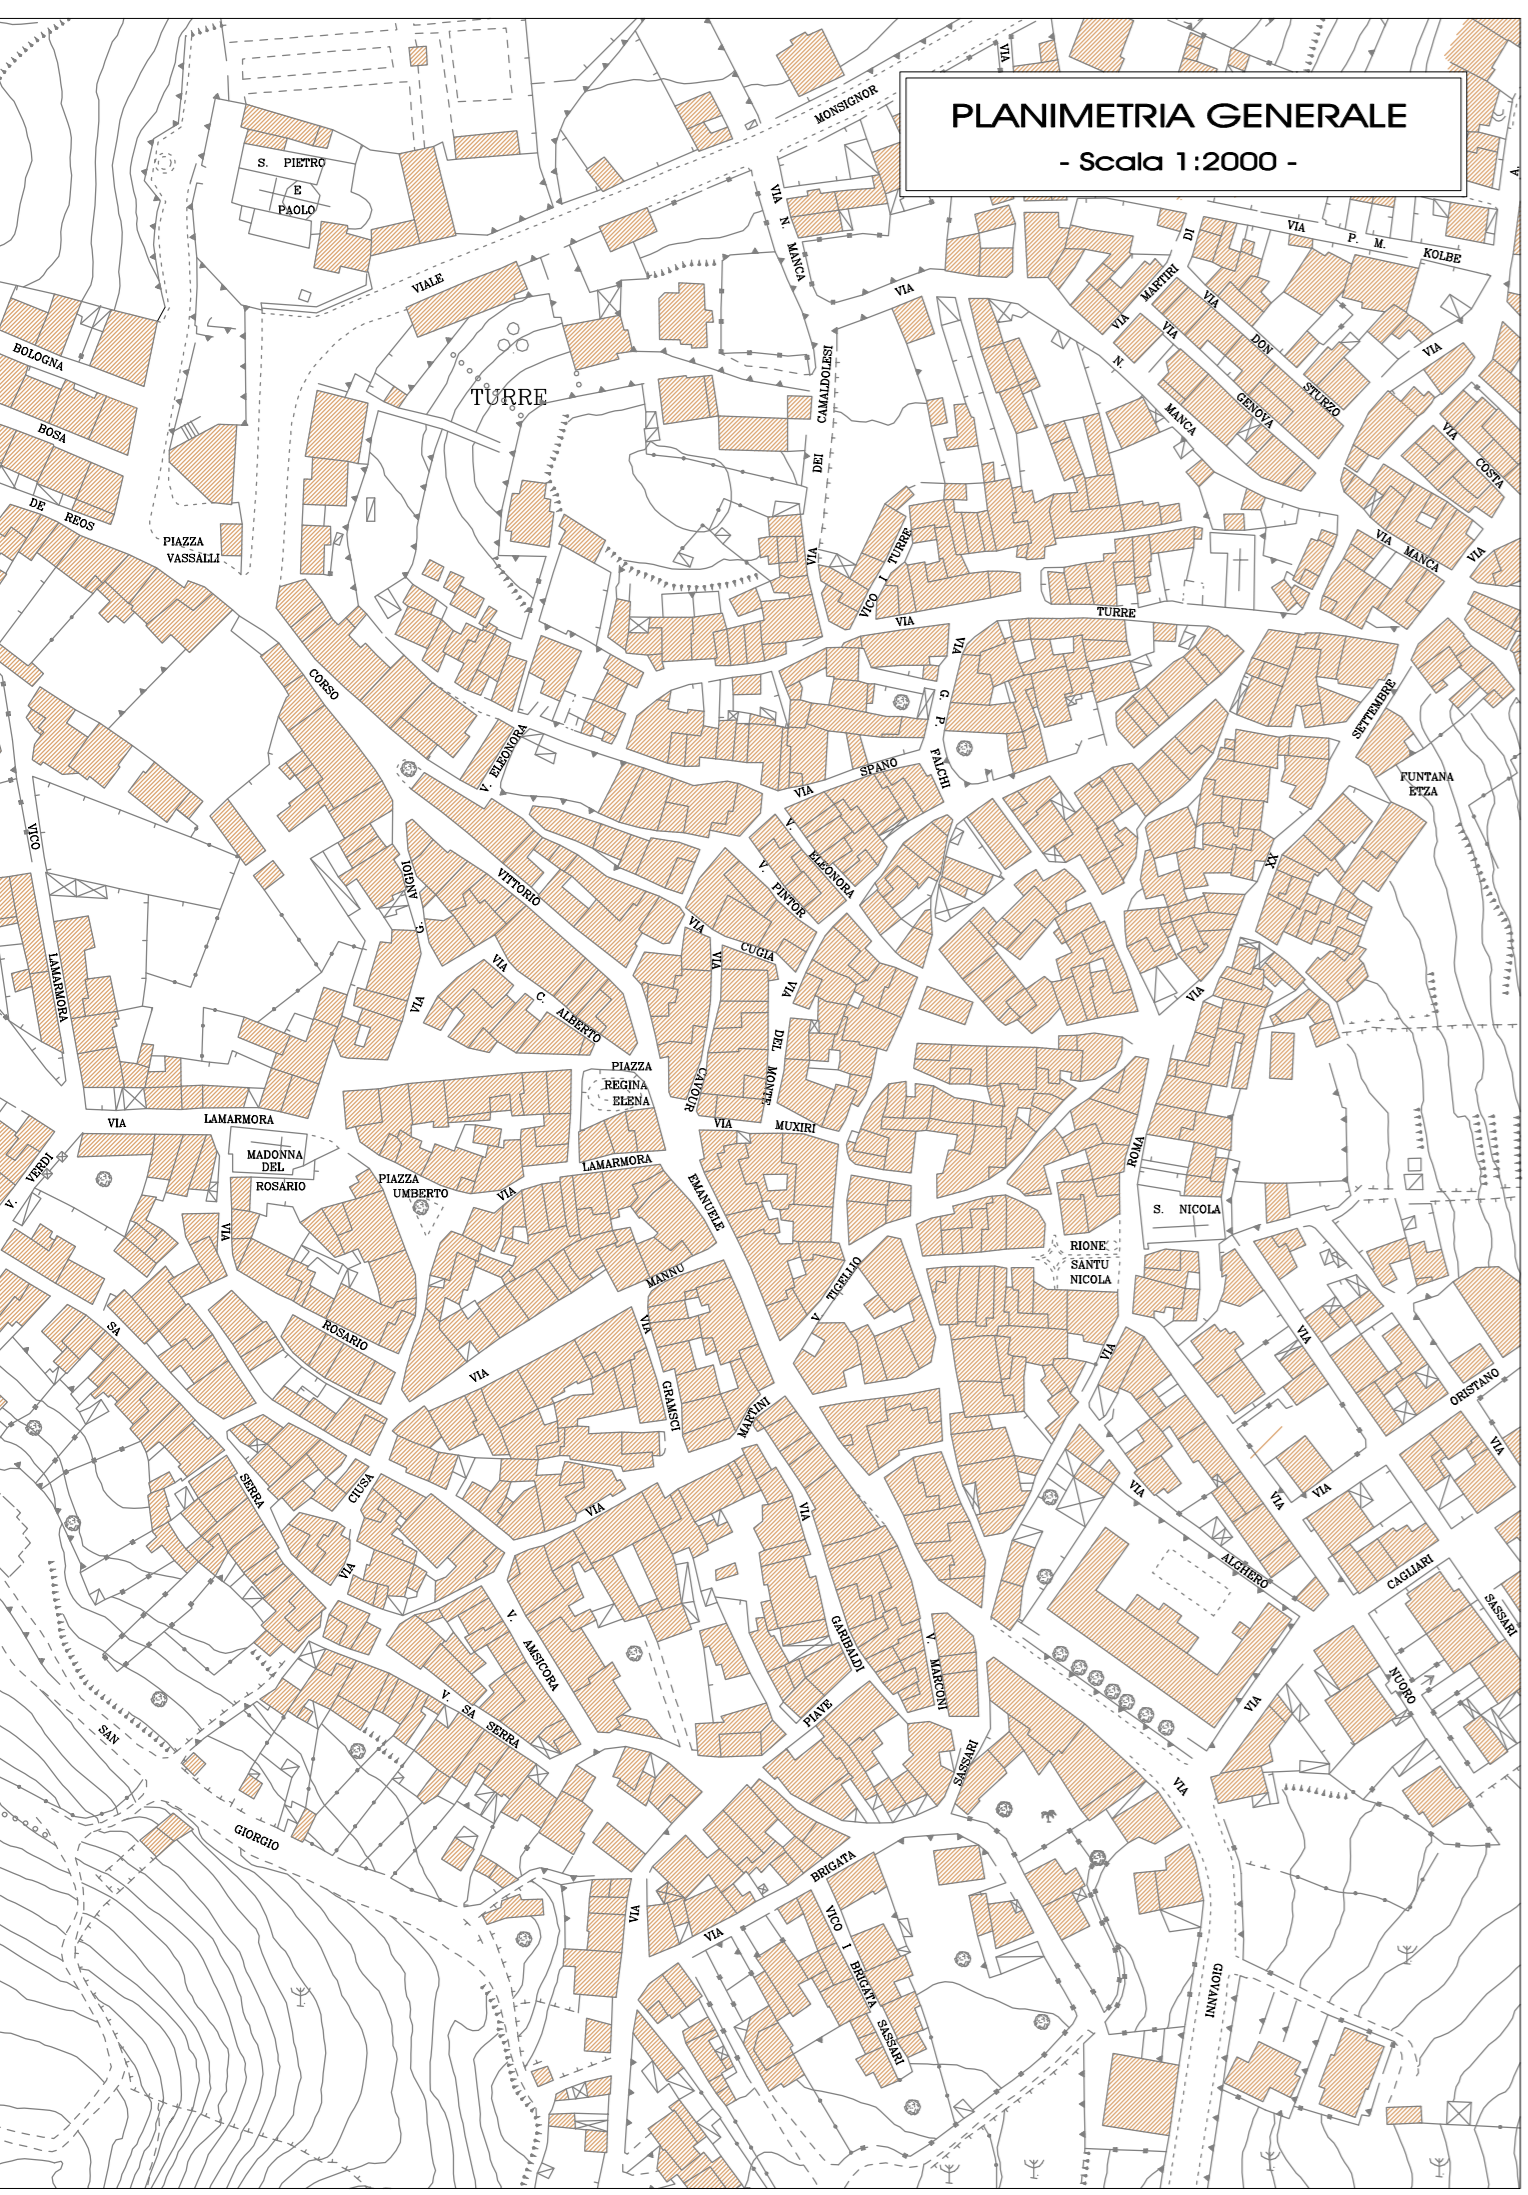 PLANIMETRIA GENERALE
- Scala 1:2000 -
VIA
MONSIGNOR
VIALE
S. PIETRO
E
PAOLO
VIA N. MANCA
VIA
P. M.
KOLBE
DI
MARTIRI
VIA
VIA
DON
STURZO
VIA
GENOVA
VIA
N.
MANCA
VIA
COSTA
VIA
A.
BOLOGNA
BOSA
DE REOS
TURRE
CAMALDOLESI
DEI
VIA
PIAZZA
VASSALLI
VICO I TURRE
VIA
TURRE
VIA MANCA
VIA
VIA
G. P.
FALCHI
CORSO
V. ELEONORA
SETTEMBRE
FUNTANA
ETZA
VIA
SPANO
V.
ELEONORA
V.
PINTOR
XX
VICO
LAMARMORA
ANGIOI
G.
VIA
VITTORIO
VIA
CUGIA
VIA
VIA
DEL MONTE
VIA
C.
ALBERTO
VIA
PIAZZA
REGINA
ELENA
CAVOUR
VIA
MUXIRI
VIA
LAMARMORA
MADONNA
DEL
ROSARIO
V. VERDI
PIAZZA
UMBERTO
VIA
LAMARMORA
EMANUELE
ROMA
S. NICOLA
RIONE
SANTU
NICOLA
VIA
ROSARIO
MANNU
VIA
V. TIGELLIO
VIA
GRAMSCI
SA
SERRA
MARTINI
VIA
VIA
ORISTANO
VIA
CIUSA
VIA
VIA
VIA
VIA
ALGHERO
VIA
VIA
CAGLIARI
SASSARI
V.
AMSICORA
GARIBALDI
V. MARCONI
V. SA SERRA
PIAVE
SASSARI
VIA
NUORO
VIA
SAN
GIORGIO
BRIGATA
VIA
VIA
VICO I BRIGATA SASSARI
GIOVANNI